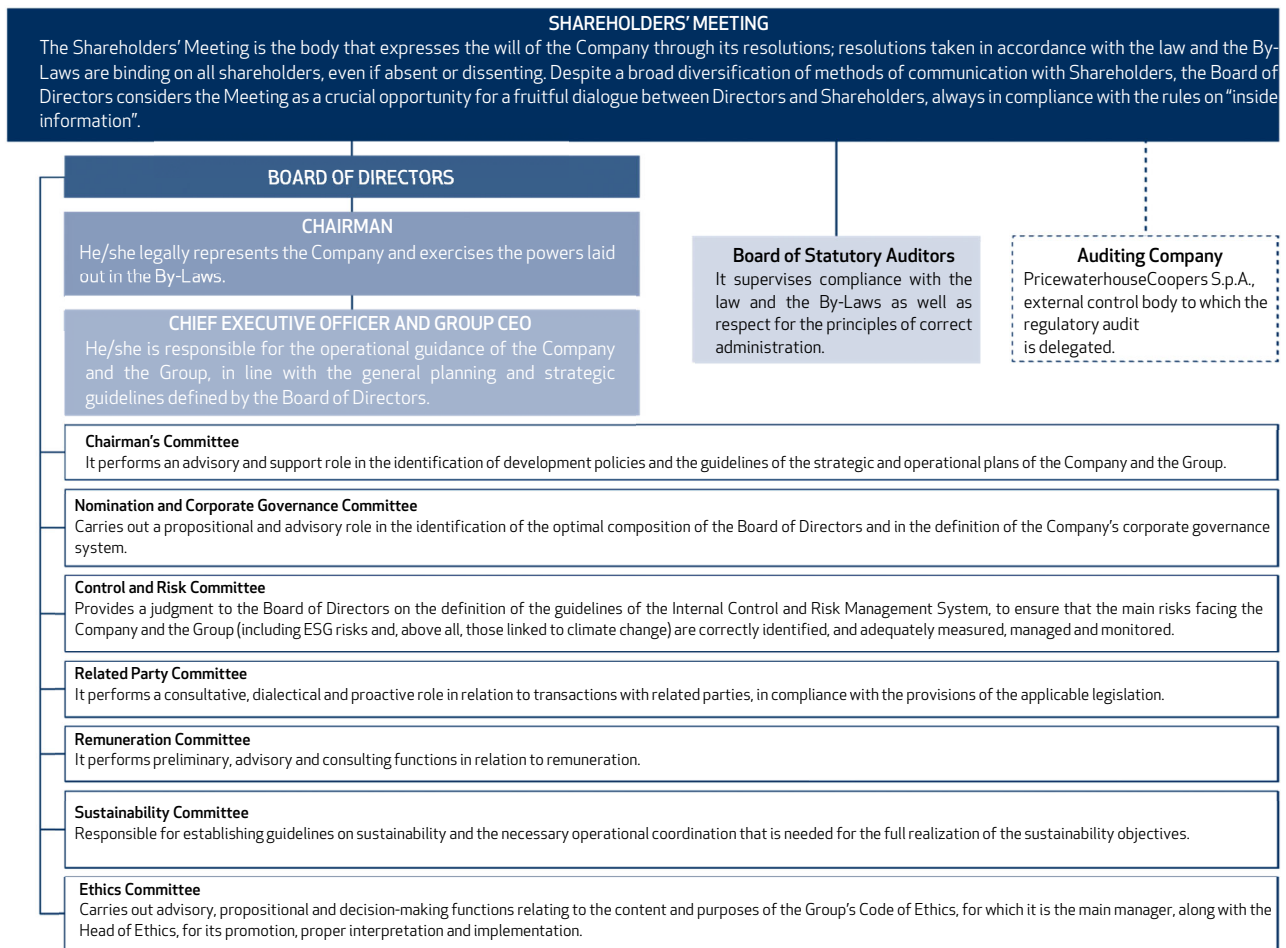 SHAREHOLDERS' MEETING
The Shareholders' Meeting is the body that expresses the will of the Company through its resolutions; resolutions taken in accordance with the law and the By-
Laws are binding on all shareholders, even if absent or dissenting. Despite a broad diversification of methods of communication with Shareholders, the Board of
Directors considers the Meeting as a crucial opportunity for a fruitful dialogue between Directors and Shareholders, always in compliance with the rules on "inside
information".
BOARD OF DIRECTORS
CHAIRMAN
He/she legally represents the Company and exercises the powers laid
out in the By-Laws.
CHIEF EXECUTIVE OFFICER AND GROUP CEO
He/she is responsible for the operational guidance of the Company
and the Group, in line with the general planning and strategic
guidelines defined by the Board of Directors.
Board of Statutory Auditors
It supervises compliance with the
law and the By-Laws as well as
respect for the principles of correct
administration.
Auditing Company
PricewaterhouseCoopers S.p.A.,
external control body to which the
regulatory audit
is delegated.
Chairman's Committee
It performs an advisory and support role in the identification of development policies and the guidelines of the strategic and operational plans of the Company and the Group.
Nomination and Corporate Governance Committee
Carries out a propositional and advisory role in the identification of the optimal composition of the Board of Directors and in the definition of the Company's corporate governance
system.
Control and Risk Committee
Provides a judgment to the Board of Directors on the definition of the guidelines of the Internal Control and Risk Management System, to ensure that the main risks facing the
Company and the Group (including ESG risks and, above all, those linked to climate change) are correctly identified, and adequately measured, managed and monitored.
Related Party Committee
It performs a consultative, dialectical and proactive role in relation to transactions with related parties, in compliance with the provisions of the applicable legislation.
Remuneration Committee
It performs preliminary, advisory and consulting functions in relation to remuneration.
Sustainability Committee
Responsible for establishing guidelines on sustainability and the necessary operational coordination that is needed for the full realization of the sustainability objectives.
Ethics Committee
Carries out advisory, propositional and decision-making functions relating to the content and purposes of the Group's Code of Ethics, for which it is the main manager, along with the
Head of Ethics, for its promotion, proper interpretation and implementation.